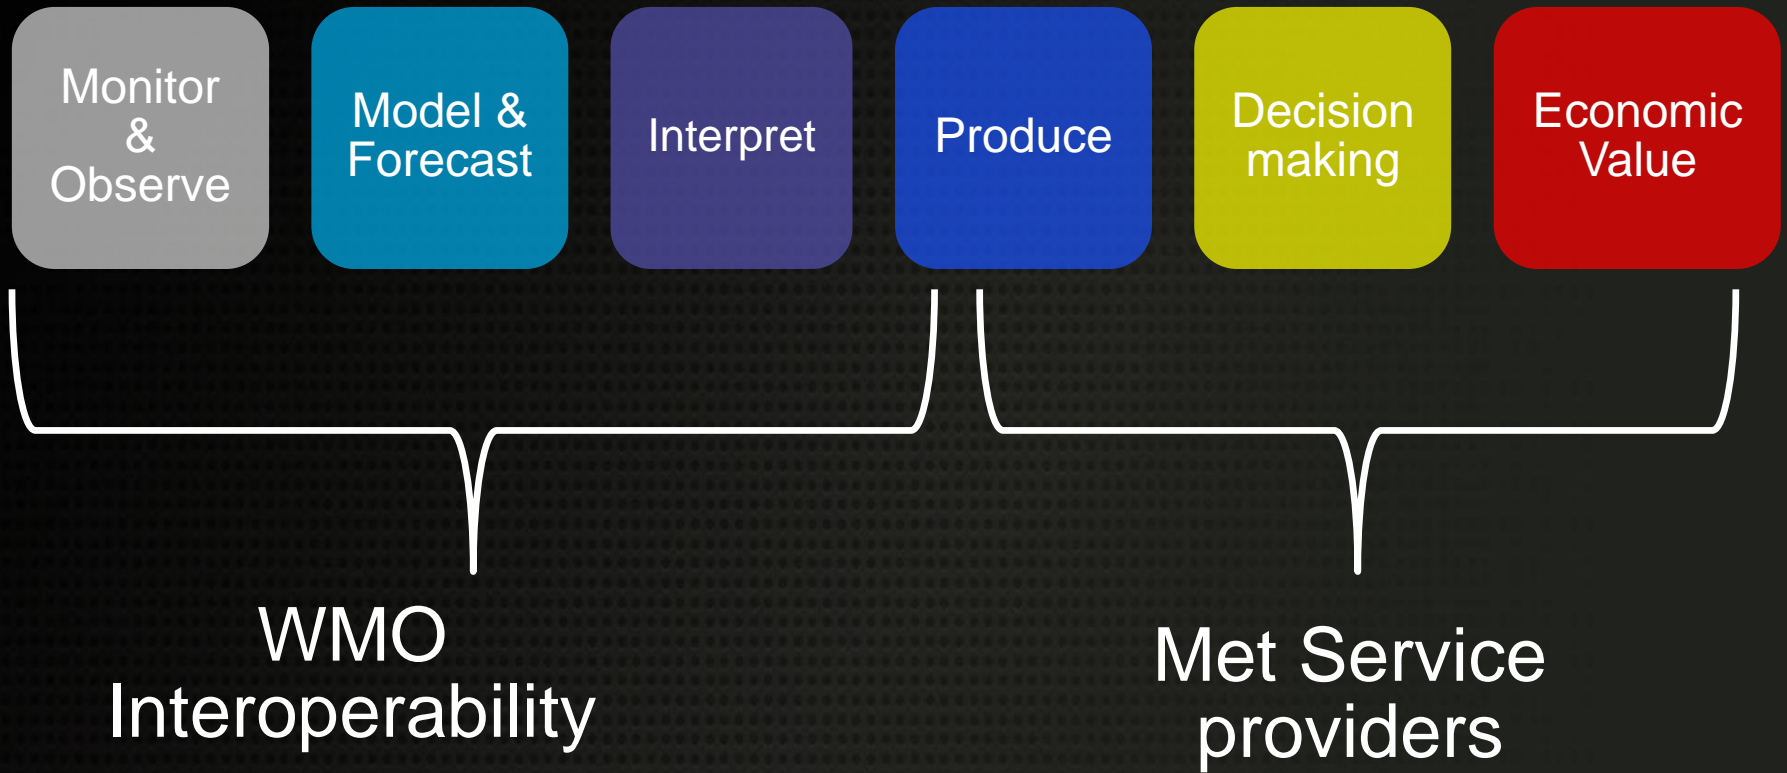 Monitor
&
Observe
Model &
Forecast
Interpret
Produce
Decision
making
Economic
Value
WMO
Interoperability
Met Service
providers